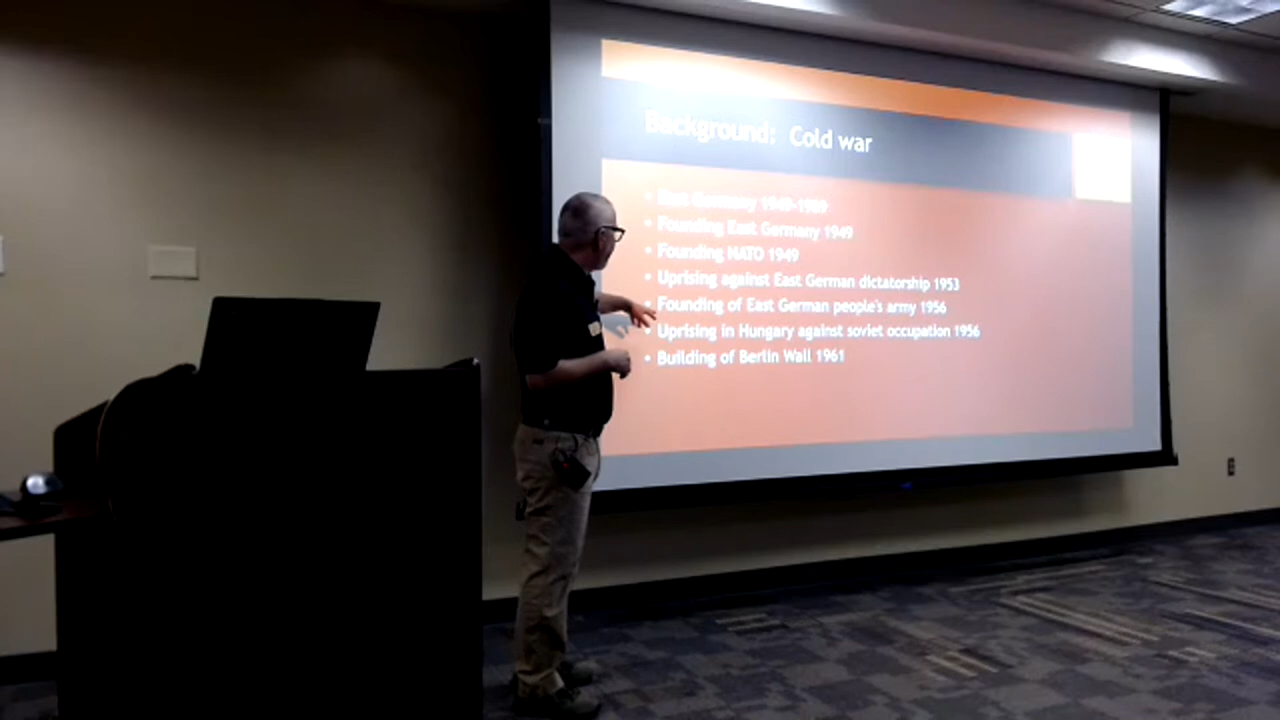 Background: Cold war
• East Germany 1949-1989
• Founding East Germany 1949
• Founding NATO 1949
• Uprising against East German dictatorship 1953
• Founding of East German people's army 1956
• Uprising in Hungary against soviet occupation 1956
• Building of Berlin Wall 1961